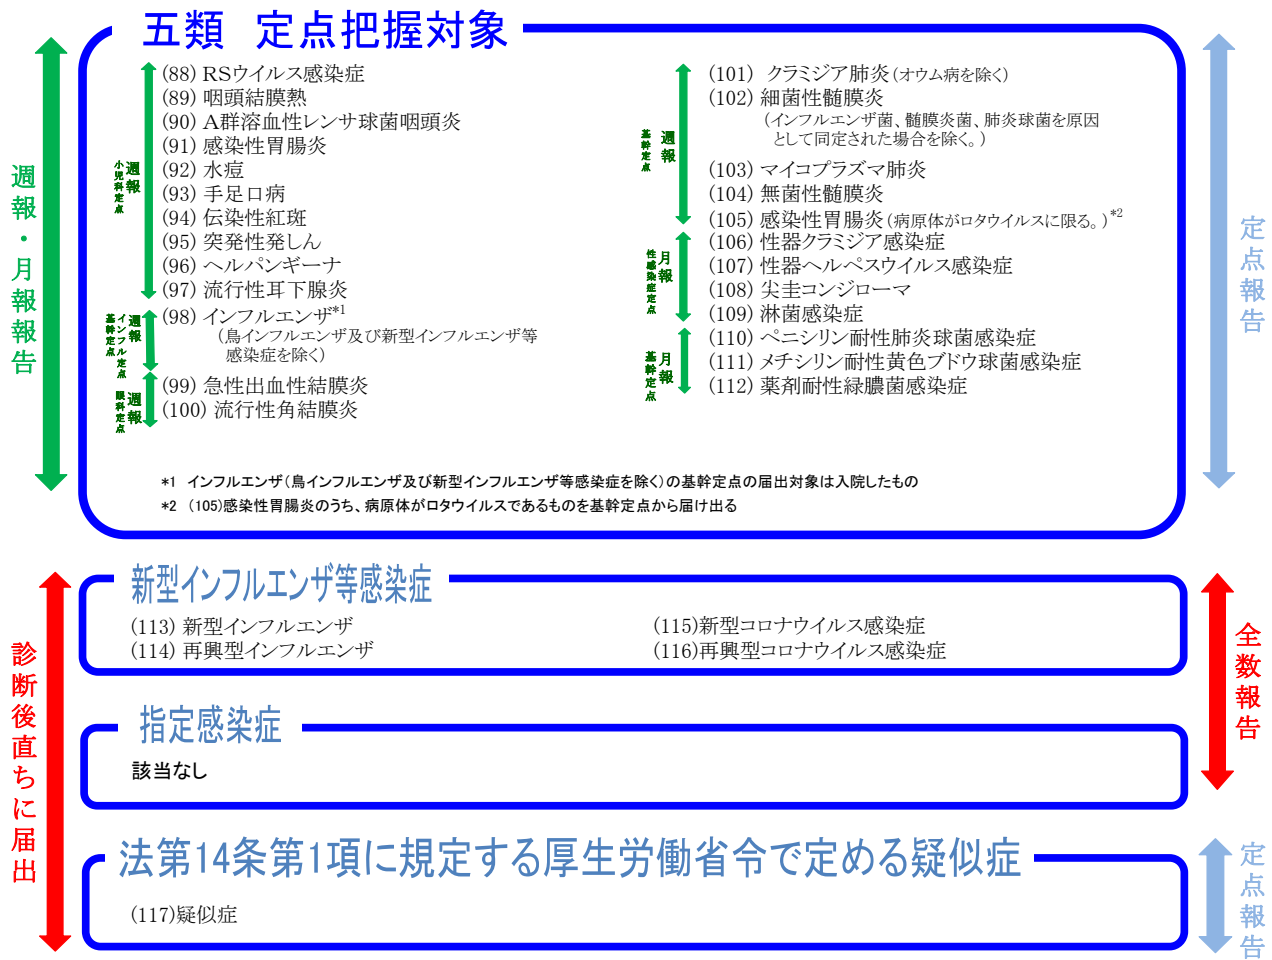 五類　定点把握対象
週報・月報報告
小児科定点
週報
(88) RSウイルス感染症
(89) 咽頭結膜熱
(90) A群溶血性レンサ球菌咽頭炎
(91) 感染性胃腸炎
(92) 水痘
(93) 手足口病
(94) 伝染性紅斑
(95) 突発性発しん
(96) ヘルパンギーナ
(97) 流行性耳下腺炎
基幹定点
インフル定点
週報
(98) インフルエンザ*1
（鳥インフルエンザ及び新型インフルエンザ等
感染症を除く）
眼科定点
週報
(99) 急性出血性結膜炎
(100) 流行性角結膜炎
基幹定点
週報
(101) クラミジア肺炎（オウム病を除く）
(102) 細菌性髄膜炎
（インフルエンザ菌、髄膜炎菌、肺炎球菌を原因
として同定された場合を除く。）
(103) マイコプラズマ肺炎
(104) 無菌性髄膜炎
(105) 感染性胃腸炎（病原体がロタウイルスに限る。）*2
性感染症定点
月報
(106) 性器クラミジア感染症
(107) 性器ヘルペスウイルス感染症
(108) 尖圭コンジローマ
(109) 淋菌感染症
基幹定点
月報
(110) ペニシリン耐性肺炎球菌感染症
(111) メチシリン耐性黄色ブドウ球菌感染症
(112) 薬剤耐性緑膿菌感染症
定点報告
*1　インフルエンザ（鳥インフルエンザ及び新型インフルエンザ等感染症を除く）の基幹定点の届出対象は入院したもの
*2　(105)感染性胃腸炎のうち、病原体がロタウイルスであるものを基幹定点から届け出る
診断後直ちに届出
新型インフルエンザ等感染症
(113) 新型インフルエンザ
(114) 再興型インフルエンザ
(115)新型コロナウイルス感染症
(116)再興型コロナウイルス感染症
全数報告
指定感染症
該当なし
法第14条第1項に規定する厚生労働省令で定める疑似症
(117)疑似症
定点報告